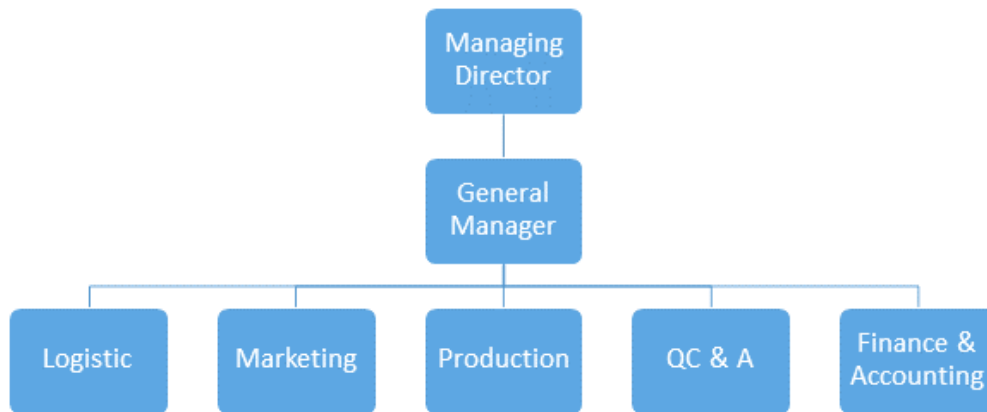 Managing
Director
General
Manager
Logistic
Marketing
Production
QC & A
Finance &
Accounting